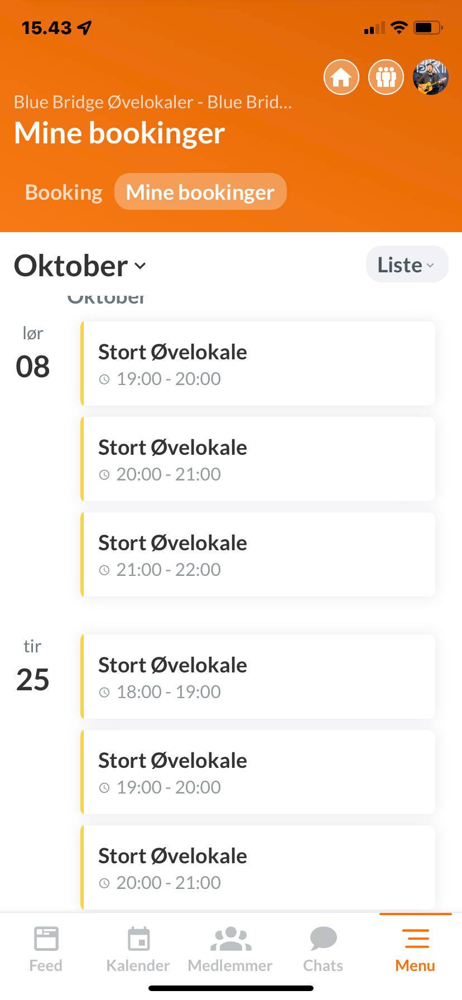 15.43
Blue Bridge Øvelokaler - Blue Brid...
Mine bookinger
Booking
Mine bookinger
Oktober
Liste
Oktober
lør
08
Stort Øvelokale
19:00 - 20:00
Stort Øvelokale
20:00 - 21:00
Stort Øvelokale
21:00 - 22:00
tir
25
Stort Øvelokale
18:00 - 19:00
Stort Øvelokale
19:00 - 20:00
Stort Øvelokale
20:00 - 21:00
Feed
Kalender
Medlemmer
Chats
Menu